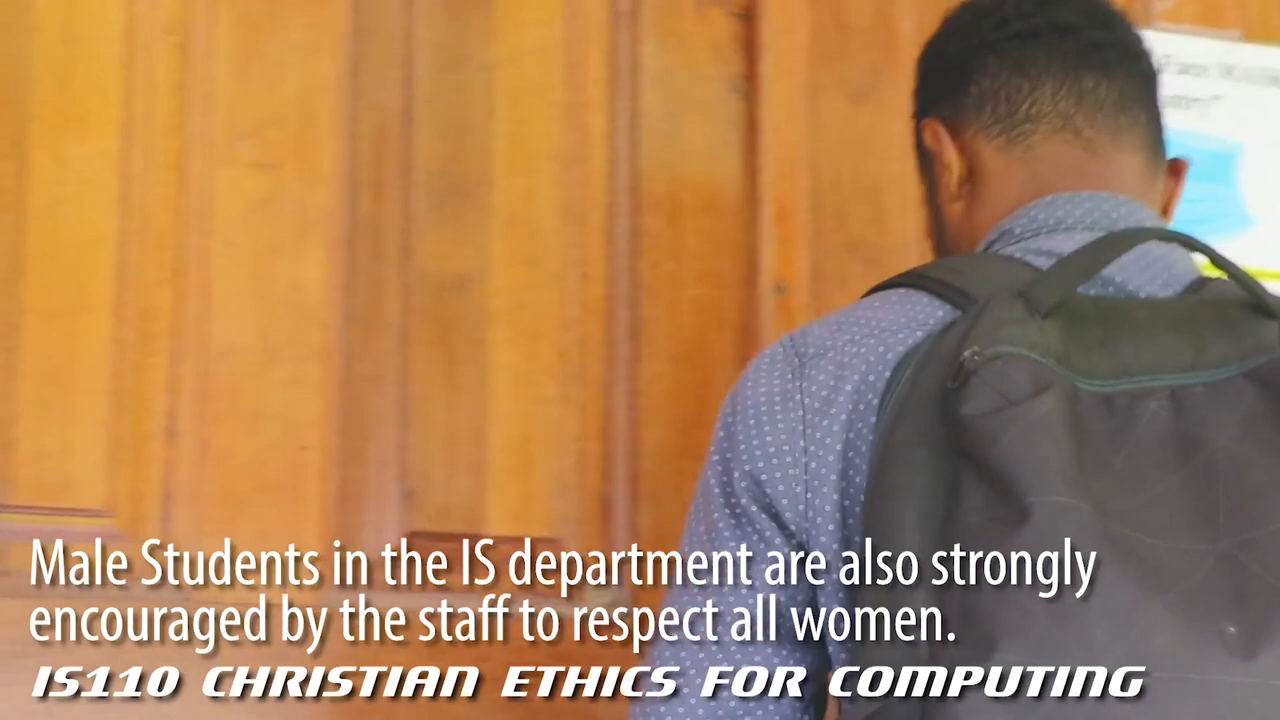 Male Students in the IS department are also strongly
encouraged by the staff to respect all women.
IS110 CHRISTIAN ETHICS FOR COMPUTING